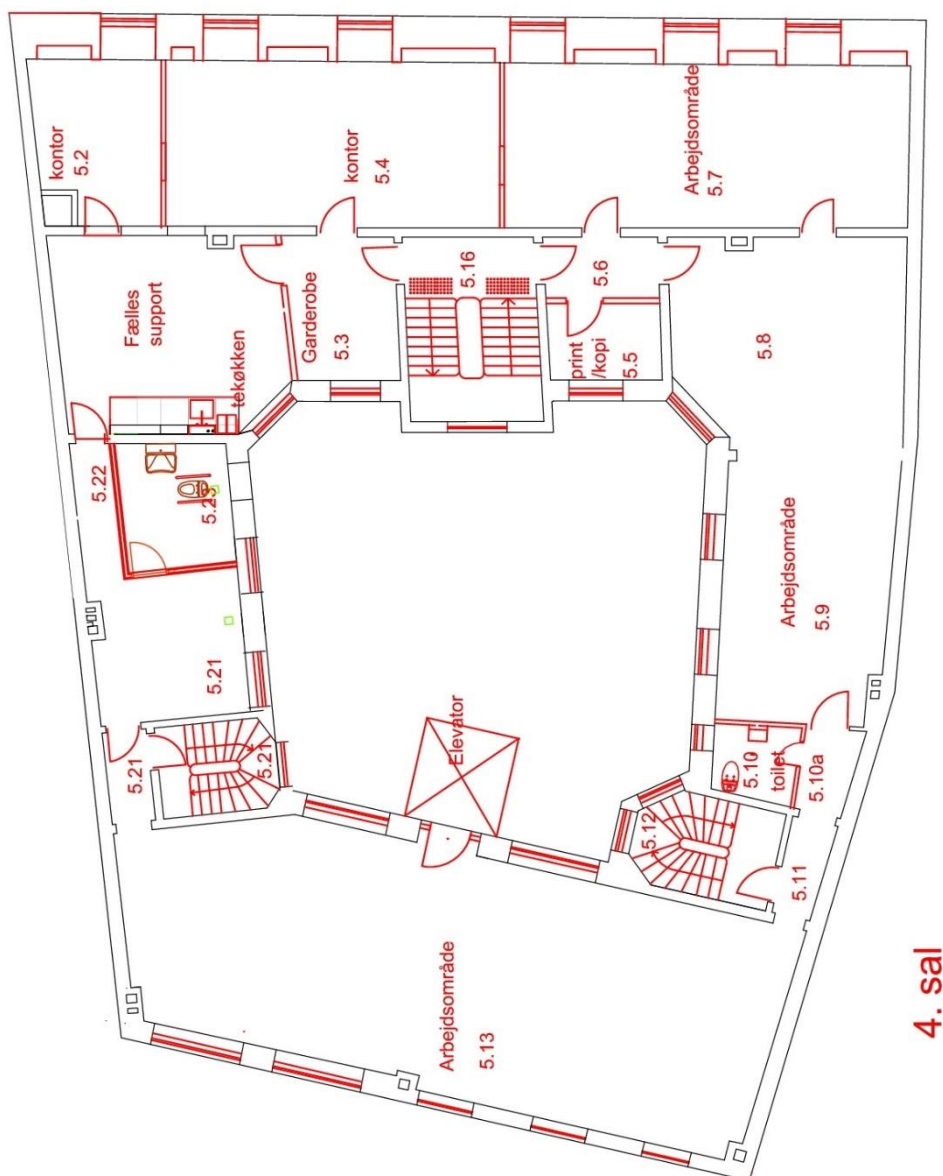 kontor
5.2
kontor
5.4
Arbejdsområde
5.7
Fælles
support
tekøkken
Garderobe
5.3
5.16
5.6
print
/kopi
5.5
5.8
5.22
5.23
5.21
5.21
5.21
Elevator
Arbejdsområde
5.9
5.10
toilet
5.10a
5.12
5.11
Arbejdsområde
5.13
4. sal